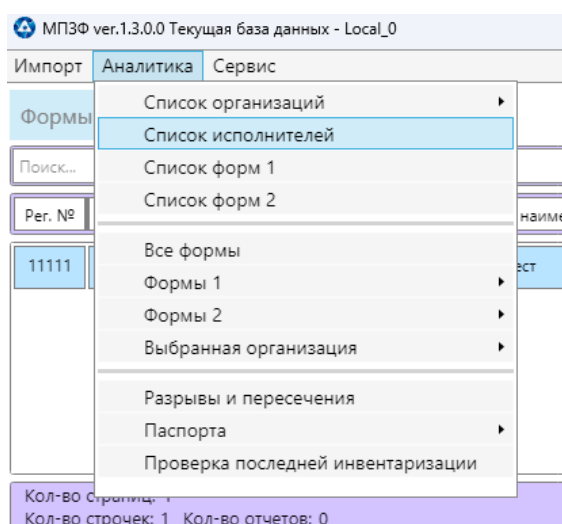 МПЗФ ver.1.3.0.0 Текущая база данных - Local_0
Импорт Аналитика Сервис
Формы
Список организаций
Список исполнителей
Поиск...
Список форм 1
Список форм 2
Рег. №
наиме
Все формы
11111
ест
Формы 1
Формы 2
Выбранная организация
Разрывы и пересечения
Паспорта
Проверка последней инвентаризации
Кол-во страниц: 1
Кол-во строчек: 1 Кол-во отчетов: 0